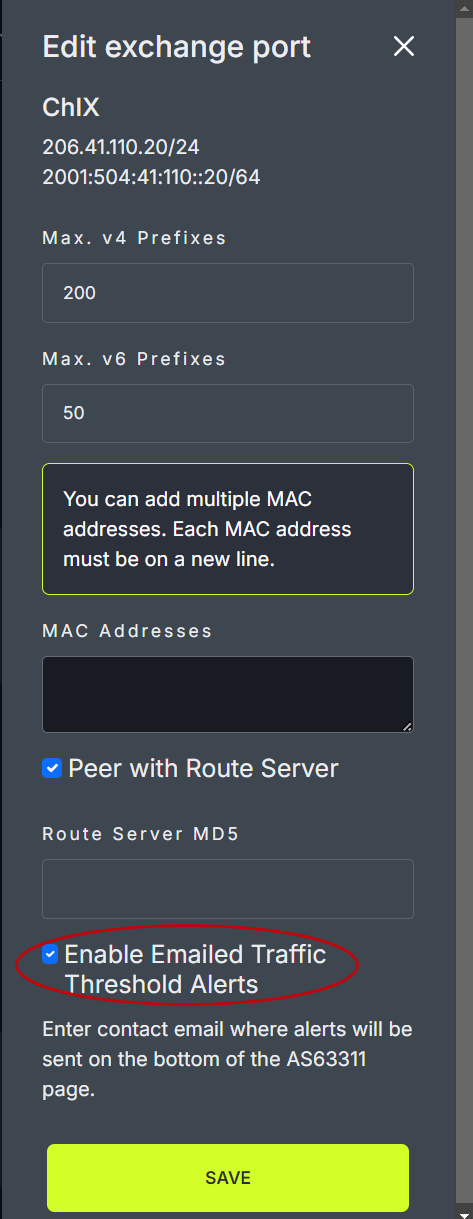 Edit exchange port
ChIX
206.41.110.20/24
2001:504:41:110::20/64
Max. v4 Prefixes
200
Max. v6 Prefixes
50
You can add multiple MAC
addresses. Each MAC address
must be on a new line.
MAC Addresses
Peer with Route Server
Route Server MD5
Enable Emailed Traffic
Threshold Alerts
Enter contact email where alerts will be
sent on the bottom of the AS63311
page.
SAVE